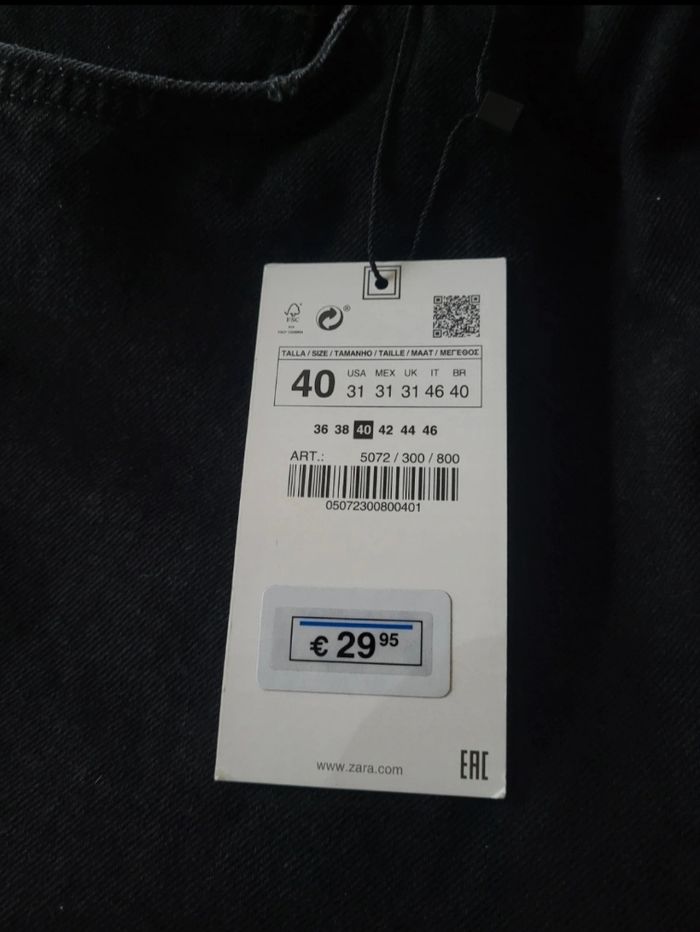 FSC
®
TALLA / SIZE / TAMANHO / TAILLE / MAAT / ΜΕΓΕΘΟΣ
40
USA MEX UK IT BR
31 31 31 46 40
36 38 40 42 44 46
ART.: 5072 / 300 / 800
05072300800401
€ 29 95
www.zara.com
EAC